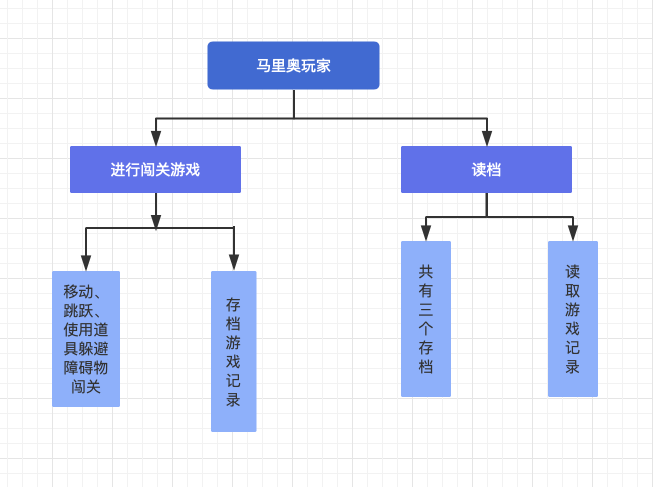 马里奥玩家
进行闯关游戏
读档
移动、
跳跃、
使用道
具躲避
障碍物
闯关
存
档
游
戏
记
录
共
有
三
个
存
档
读
取
游
戏
记
录